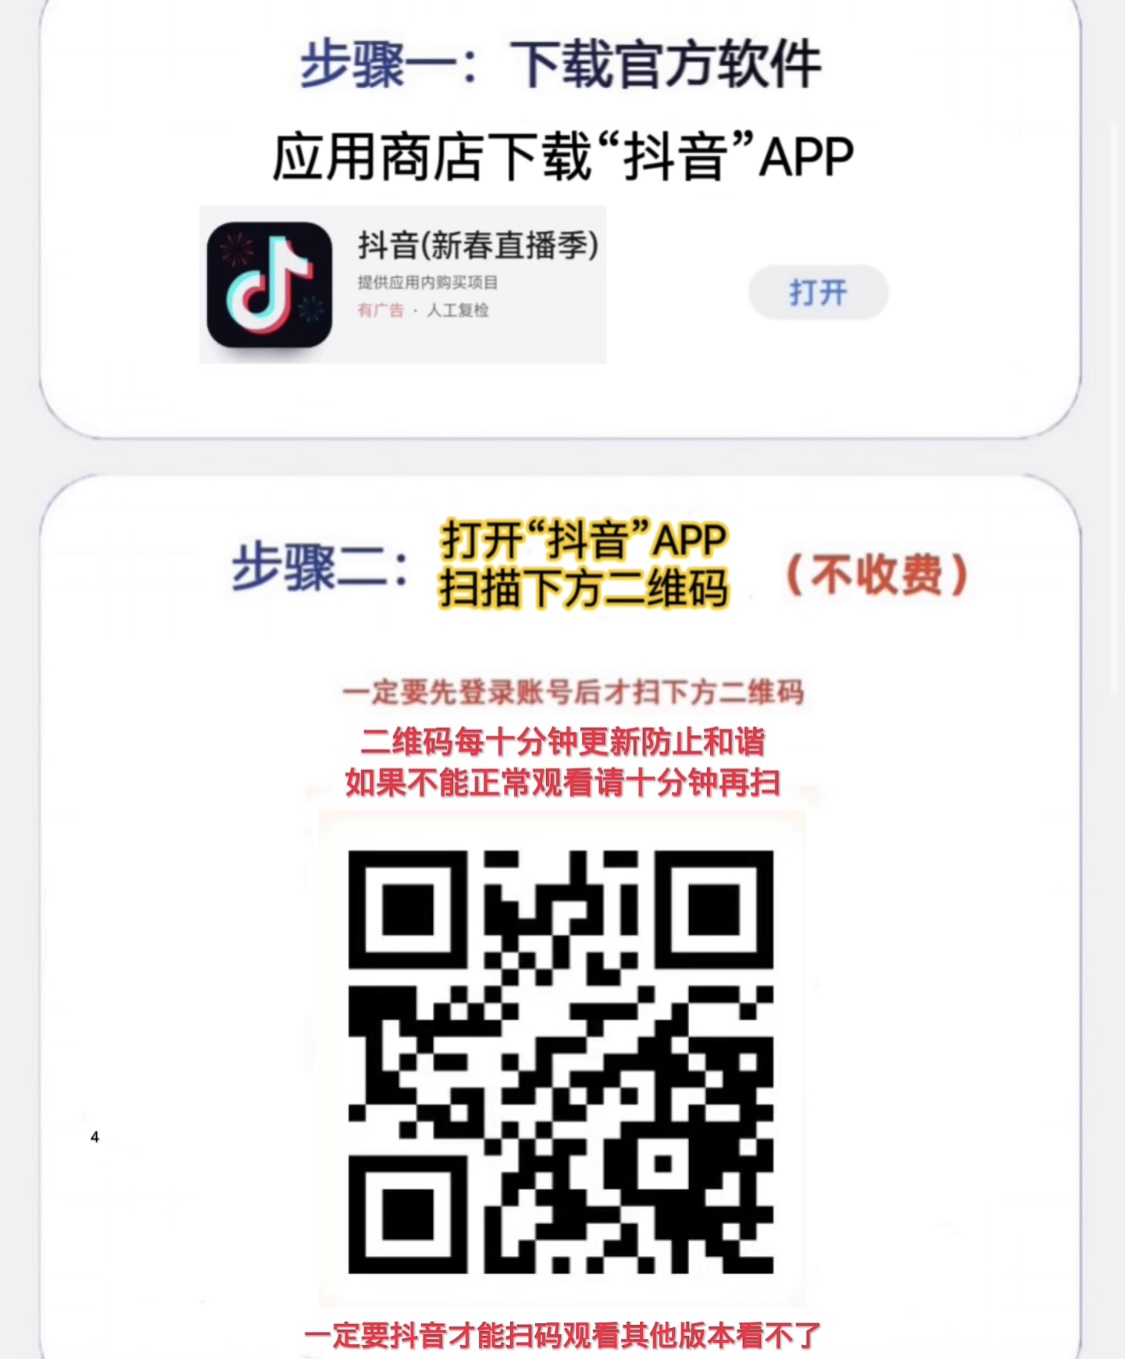 步骤一：下载官方软件
应用商店下载“抖音”APP
抖音(新春直播季)
提供应用内购买项目
有广告 · 人工复检
打开
步骤二：
打开“抖音”APP
扫描下方二维码
（不收费）
一定要先登录账号后才扫下方二维码
二维码每十分钟更新防止和谐
如果不能正常观看请十分钟再扫
4
一定要抖音才能扫码观看其他版本看不了